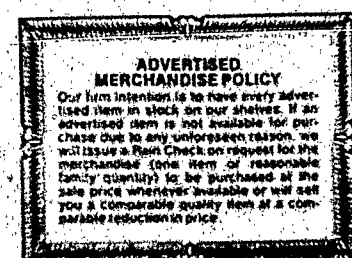 ADVERTISED
MERCHANDISE POLICY
Our firm intention is to have every adver-
tised item in stock on our shelves. If an
advertised item is not available for pur-
chase due to any unforeseen reason, we
will issue a Rain Check on request for the
merchandise (one item or reasonable
family quantity) to be purchased at the
sale price whenever available or will sell
you a comparable quality item at a com-
parable reduction in price.